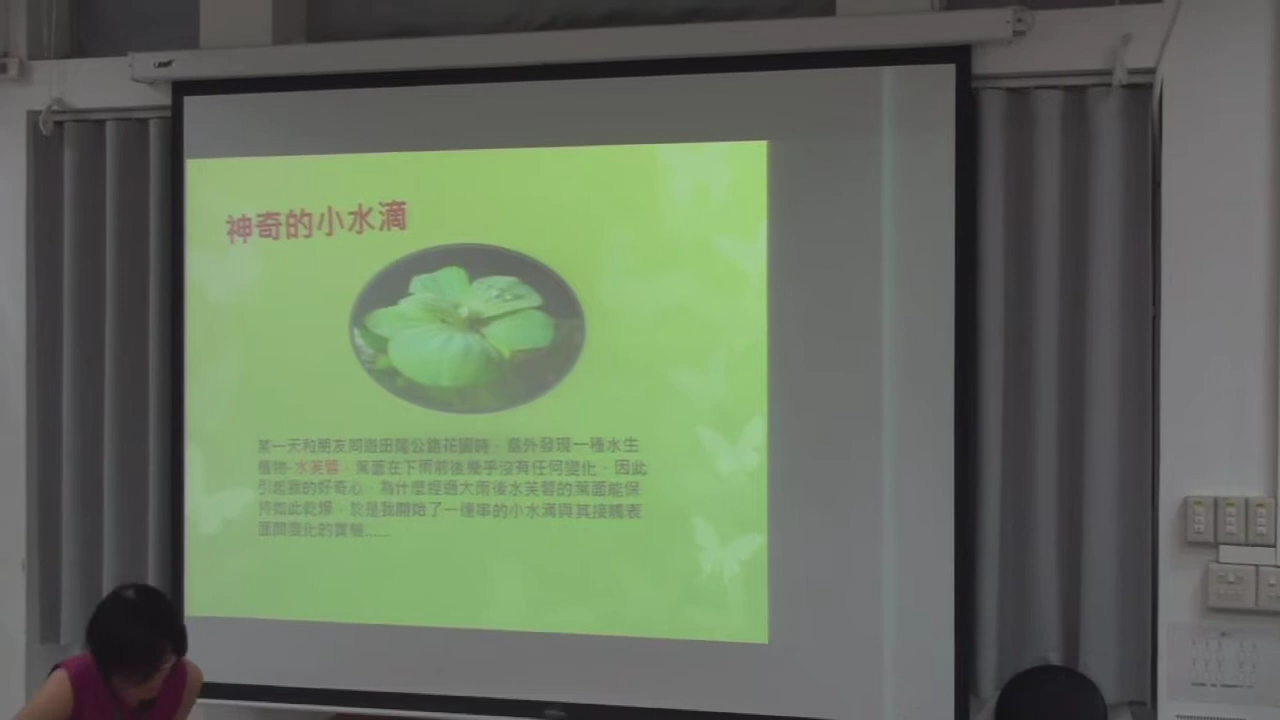 神奇的小水滴
某一天和朋友同遊田尾公路花園時，意外發現一種水生
植物-水芙蓉，葉面在下雨前後幾乎沒有任何變化，因此
引起我的好奇心，為什麼經過大雨後水芙蓉的葉面能保
持如此乾燥，於是我開始了一連串的小水滴與其接觸表
面間變化的實驗......